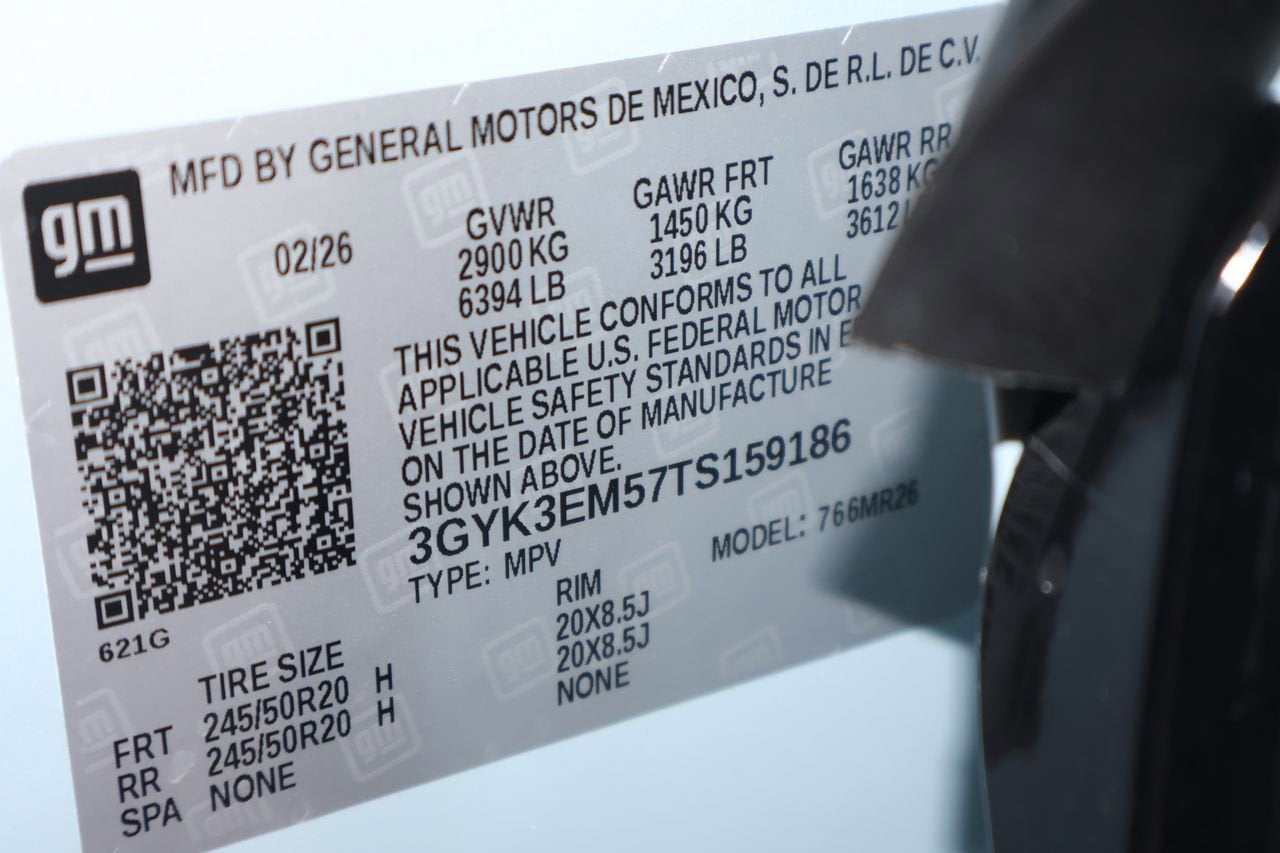 MFD BY GENERAL MOTORS DE MEXICO, S. DE R.L. DE C.V.
gm
02/26
GVWR
2900 KG
6394 LB
GAWR FRT
1450 KG
3196 LB
GAWR RR
1638 KG
3612
THIS VEHICLE CONFORMS TO ALL
APPLICABLE U.S. FEDERAL MOTOR
VEHICLE SAFETY STANDARDS IN
ON THE DATE OF MANUFACTURE
SHOWN ABOVE.
3GYK3EM57TS159186
TYPE: MPV
MODEL: 766MR26
621G
TIRE SIZE
RIM
FRT 245/50R20 H 20X8.5J
RR 245/50R20 H 20X8.5J
SPA NONE NONE